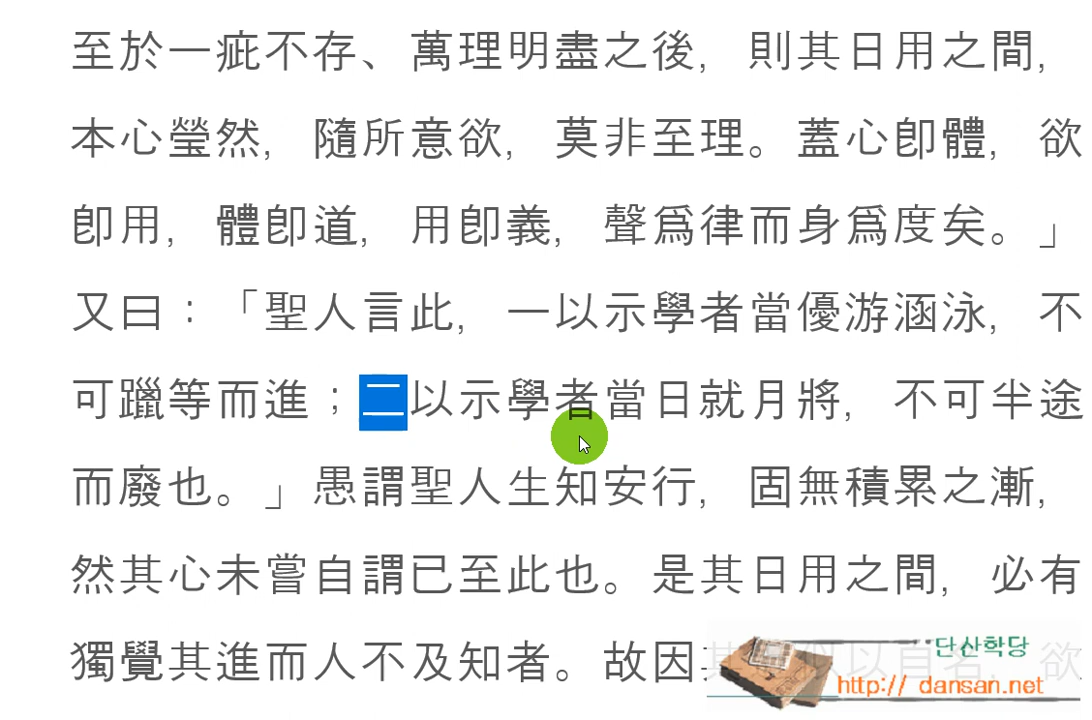 至於一疵不存、萬理明盡之後, 則其日用之間,
本心瑩然, 隨所意欲, 莫非至理。蓋心卽體, 欲
卽用, 體卽道, 用卽義, 聲爲律而身爲度矣。」
又曰：「聖人言此, 一以示學者當優游涵泳, 不
可躐等而進；二以示學者當日就月將, 不可半途
而廢也。」愚謂聖人生知安行, 固無積累之漸,
然其心未嘗自謂已至此也。是其日用之間, 必有
獨覺其進而人不及知者。故因其 以自名, 欲
단산학당
http:// dansan.net